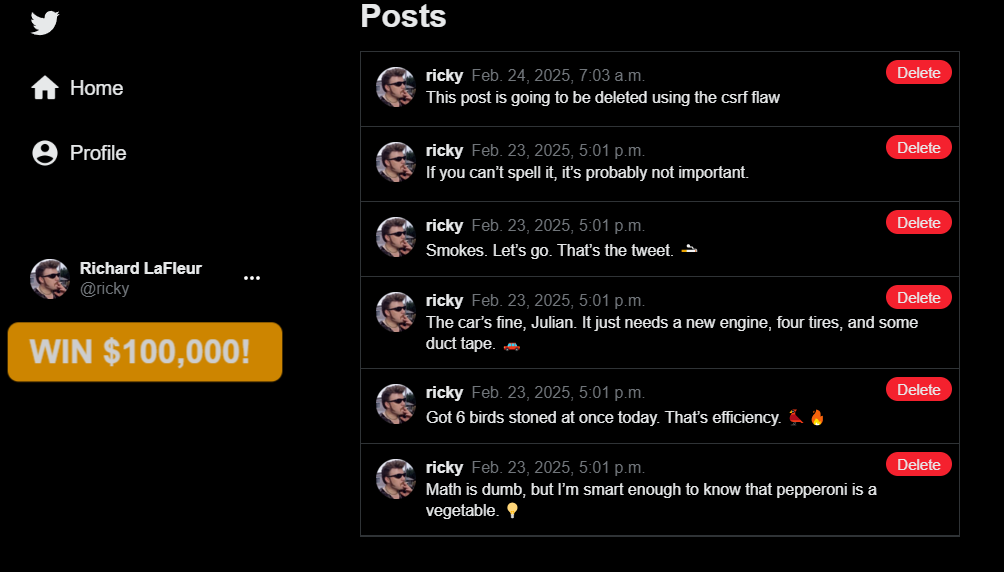 Posts
Home
Profile
Richard LaFleur
@ricky
WIN $100,000!
ricky Feb. 24, 2025, 7:03 a.m.
Delete
This post is going to be deleted using the csrf flaw
ricky Feb. 23, 2025, 5:01 p.m.
Delete
If you can’t spell it, it’s probably not important.
ricky Feb. 23, 2025, 5:01 p.m.
Delete
Smokes. Let’s go. That’s the tweet. 🚬
ricky Feb. 23, 2025, 5:01 p.m.
Delete
The car’s fine, Julian. It just needs a new engine, four tires, and some
duct tape. 🚗
ricky Feb. 23, 2025, 5:01 p.m.
Delete
Got 6 birds stoned at once today. That’s efficiency. 🐦 🔥
ricky Feb. 23, 2025, 5:01 p.m.
Delete
Math is dumb, but I’m smart enough to know that pepperoni is a
vegetable. 💡